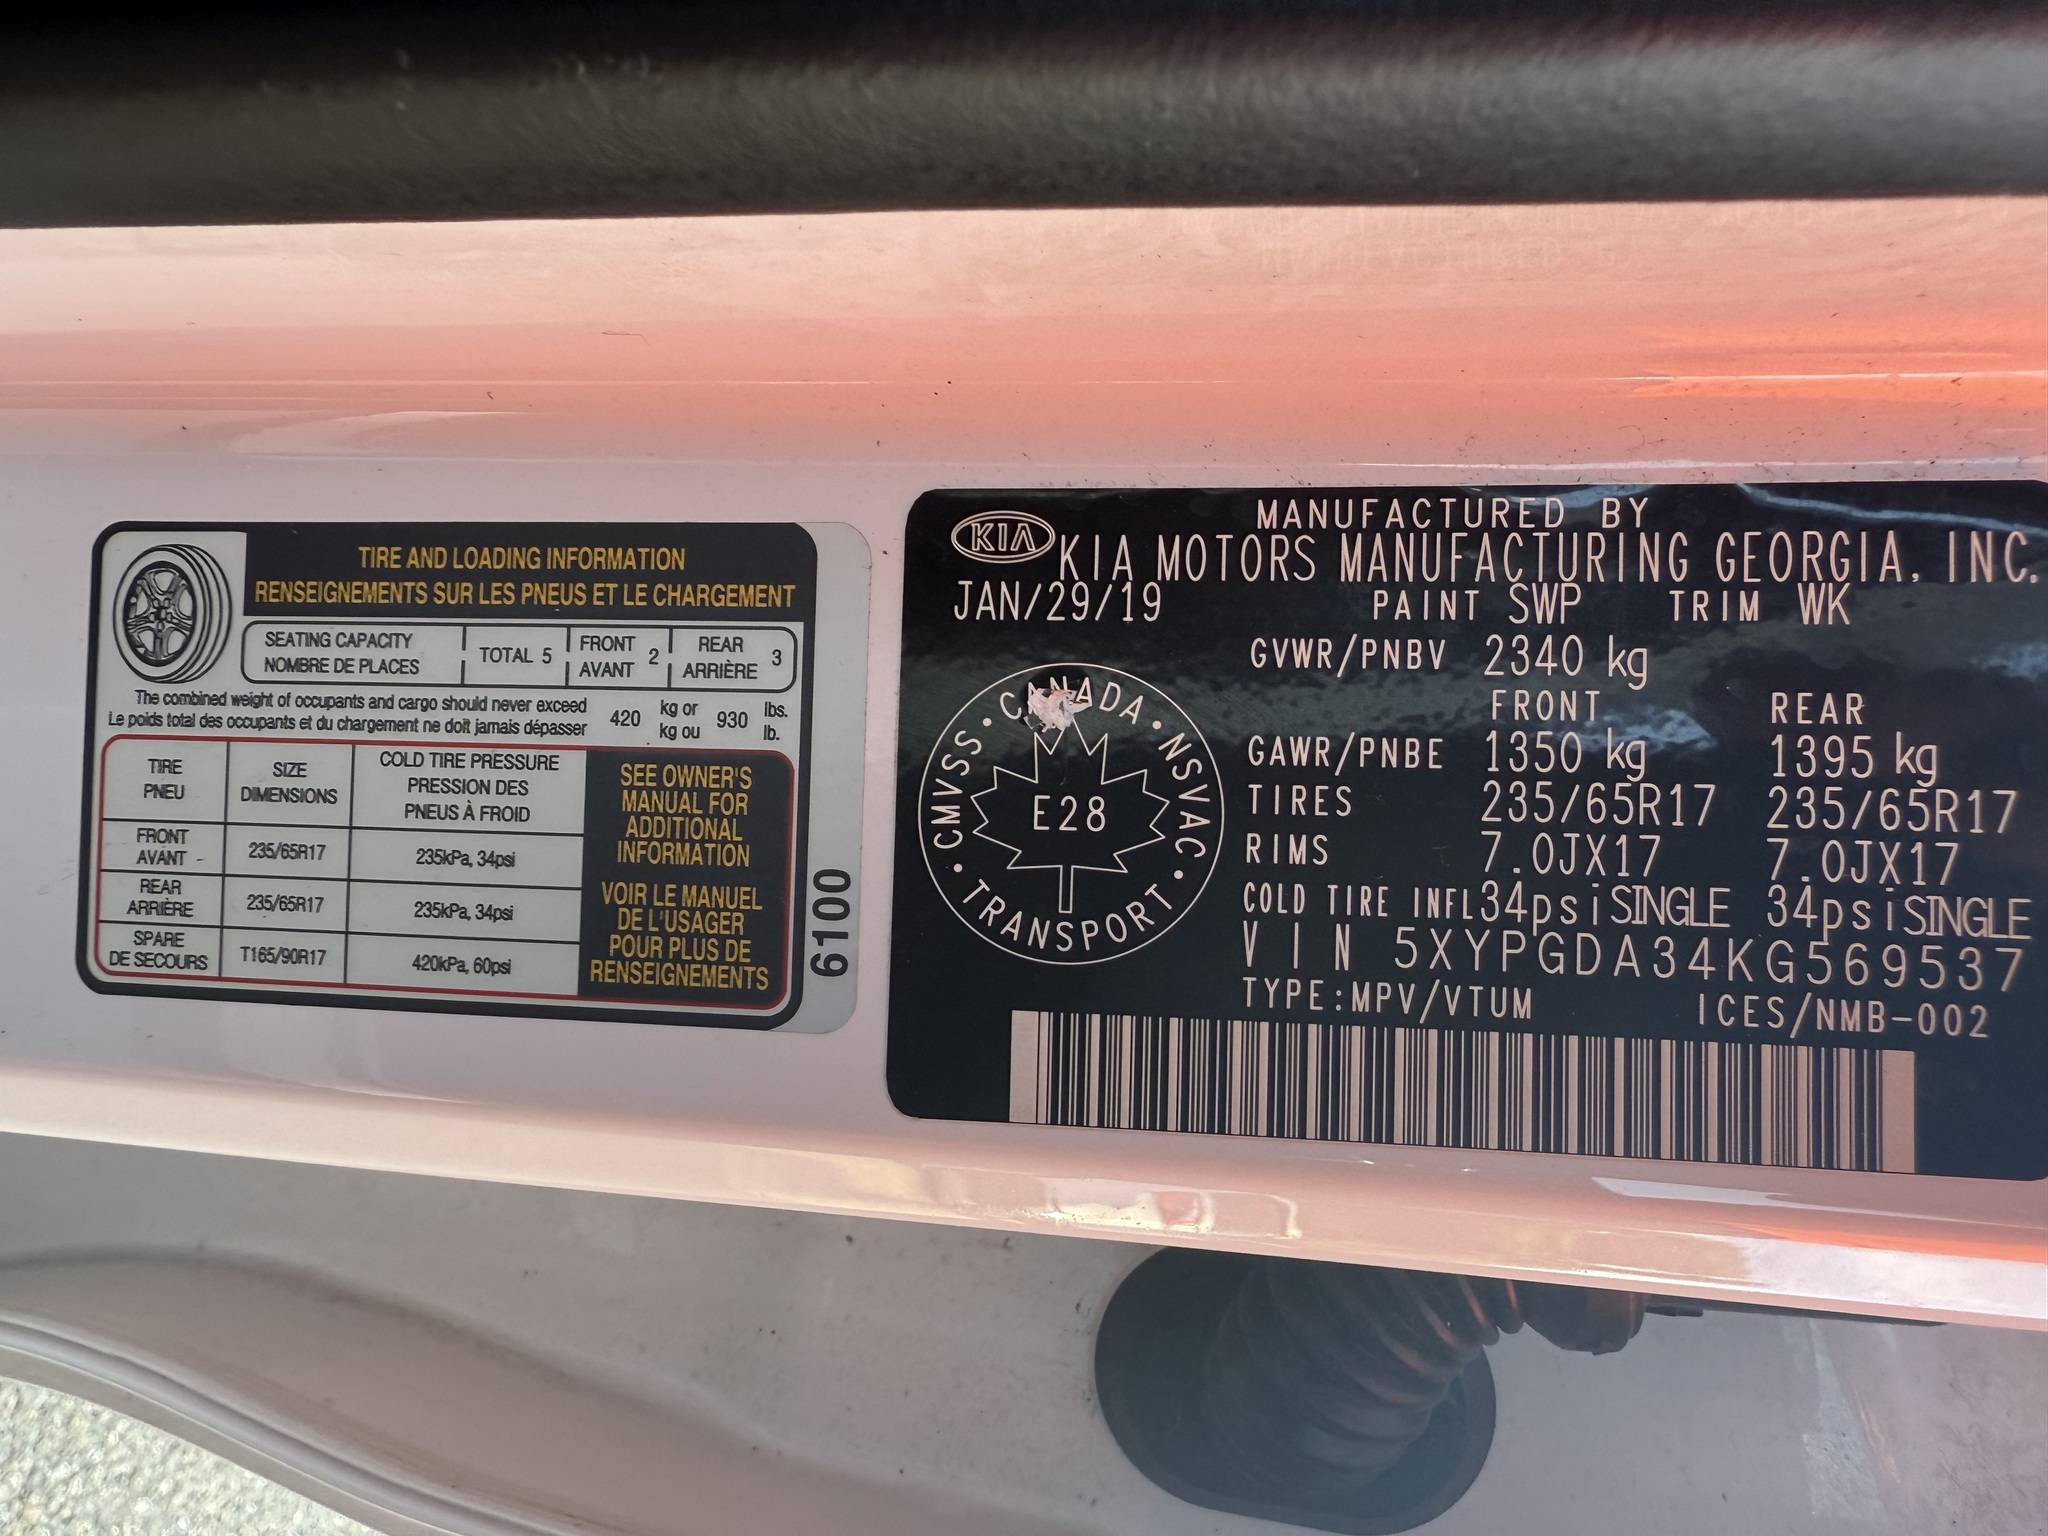 TIRE AND LOADING INFORMATION
RENSEIGNEMENTS SUR LES PNEUS ET LE CHARGEMENT
SEATING CAPACITY
NOMBRE DE PLACES
TOTAL 5
FRONT
AVANT
2
REAR
ARRIÈRE
3
The combined weight of occupants and cargo should never exceed
Le poids total des occupants et du chargement ne doit jamais dépasser
420
kg or
kg ou
930
lbs.
lb.
TIRE
PNEU
SIZE
DIMENSIONS
COLD TIRE PRESSURE
PRESSION DES
PNEUS À FROID
FRONT
AVANT
235/65R17
235kPa, 34psi
REAR
ARRIÈRE
235/65R17
235kPa, 34psi
SPARE
DE SECOURS
T165/90R17
420kPa, 60psi
SEE OWNER'S
MANUAL FOR
ADDITIONAL
INFORMATION
VOIR LE MANUEL
DE L'USAGER
POUR PLUS DE
RENSEIGNEMENTS
6100
MANUFACTURED BY
KIA KIA MOTORS MANUFACTURING GEORGIA, INC.
JAN/29/19 PAINT SWP TRIM WK
GVWR/PNBV 2340 kg
FRONT REAR
GAWR/PNBE 1350 kg 1395 kg
TIRES 235/65R17 235/65R17
RIMS 7.0JX17 7.0JX17
COLD TIRE INFL 34psi SINGLE 34psi SINGLE
VIN 5XYPGDA34KG569537
TYPE:MPV/VTUM ICES/NMB-002
CANADA · NSVAC · TRANSPORT · CMVSS ·
E28